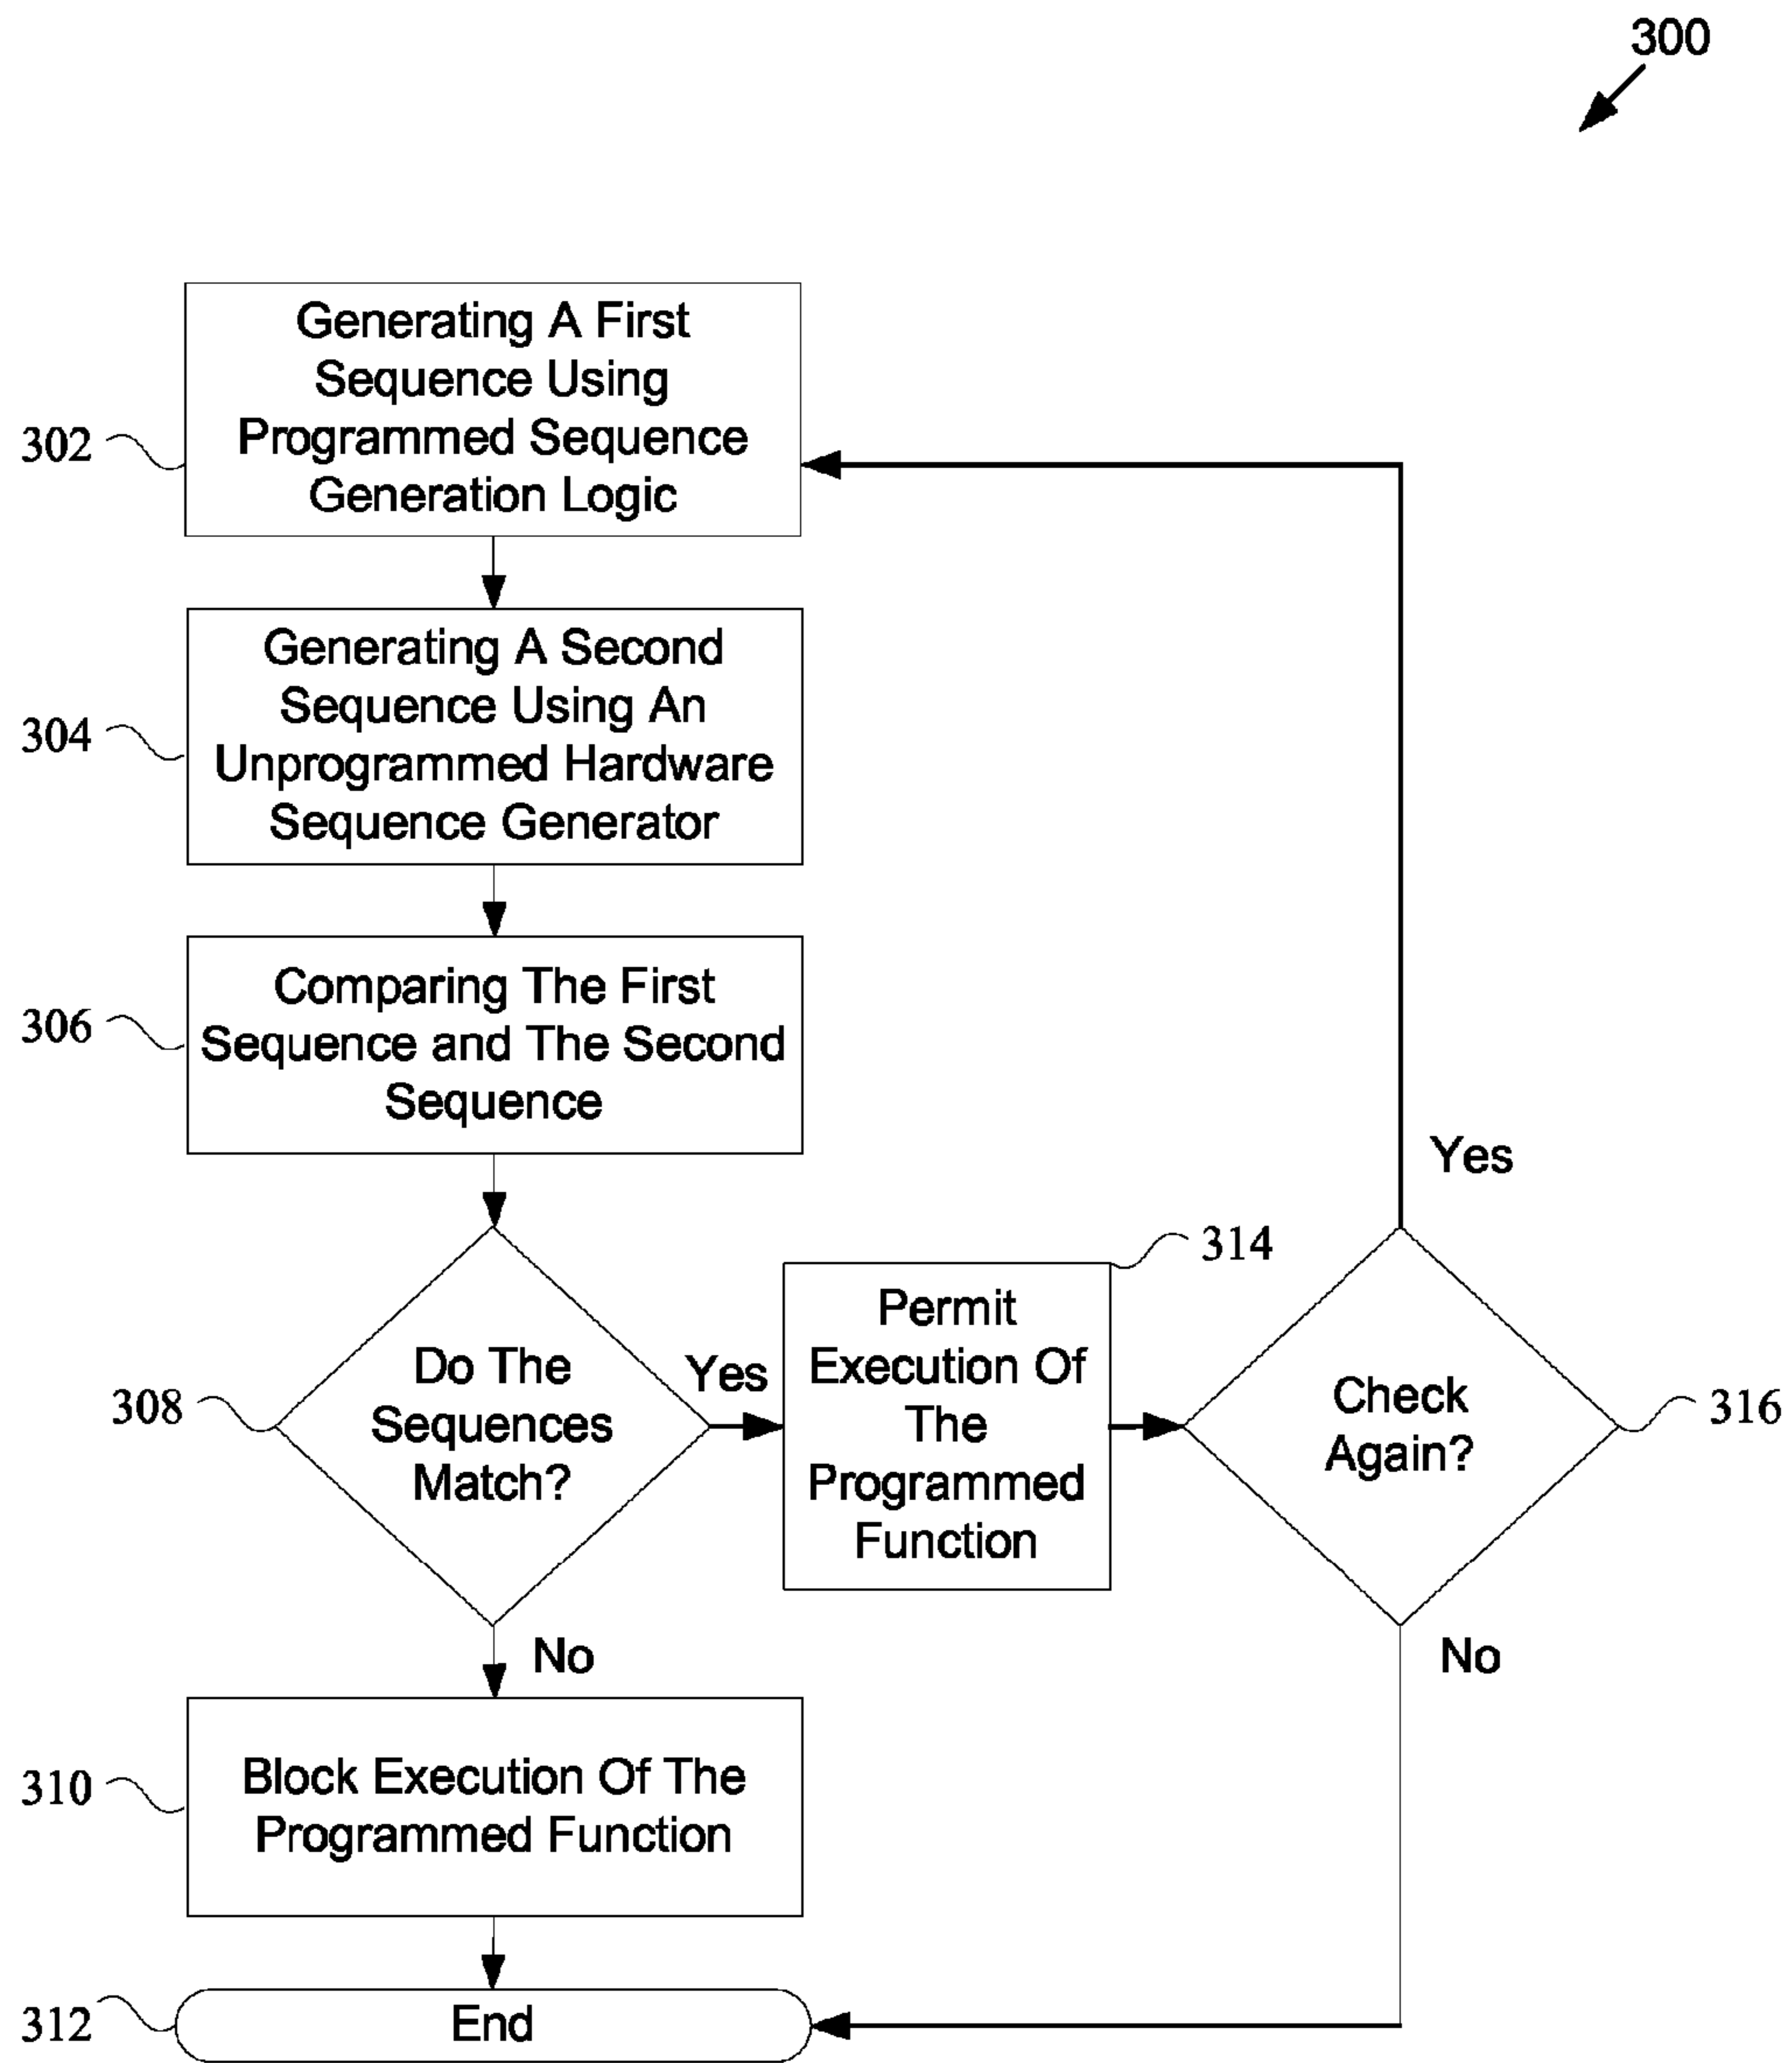 300
Generating A First
Sequence Using
Programmed Sequence
Generation Logic
302
Generating A Second
Sequence Using An
Unprogrammed Hardware
Sequence Generator
304
Comparing The First
Sequence and The Second
Sequence
306
Do The
Sequences
Match?
308
Yes
Permit
Execution Of
The
Programmed
Function
314
Check
Again?
316
Yes
No
No
Block Execution Of The
Programmed Function
310
End
312